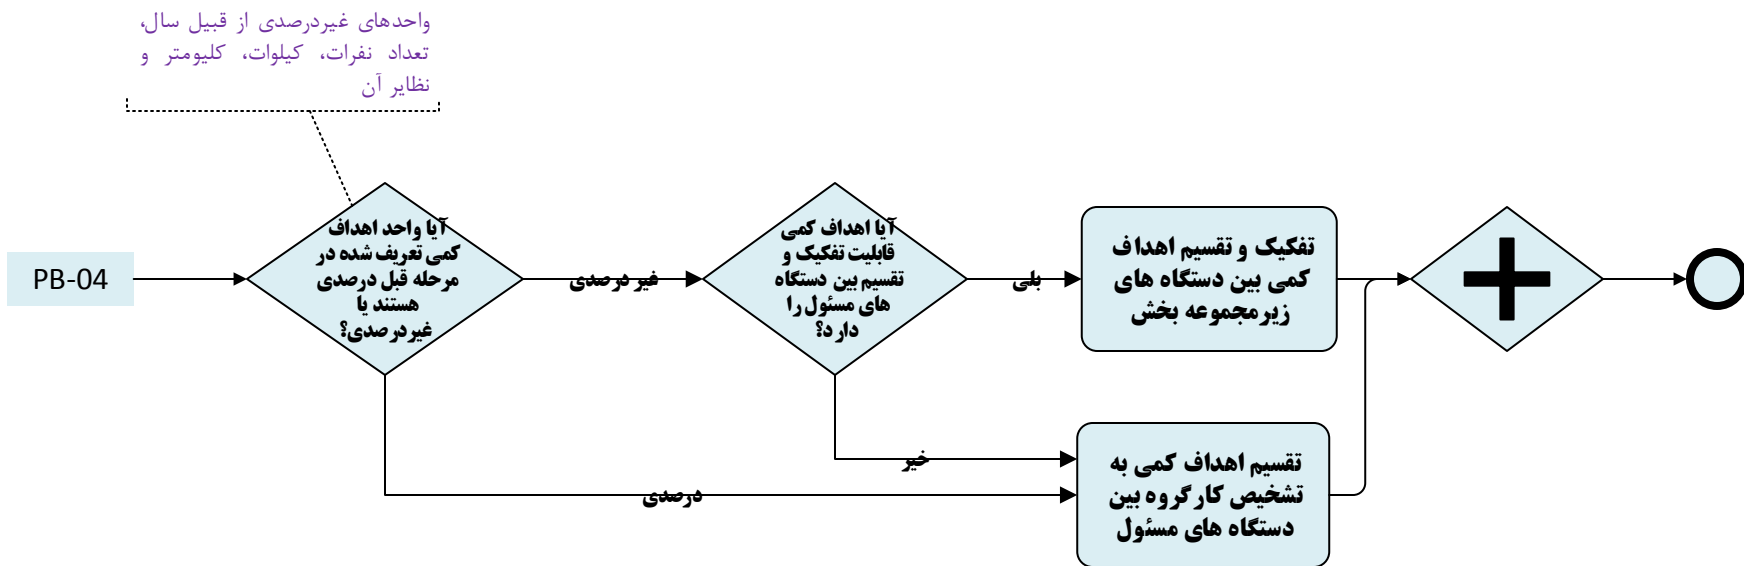 واحدهای غیردرصدی از قبیل سال،
تعداد نفرات، کیلوات، کلیومتر و
نظایر آن
PB-04
آیا واحد اهداف
کمی تعریف شده در
مرحله قبل درصدی
هستند یا
غیردرصدی؟
غیر درصدی
آیا اهداف کمی
قابلیت تفکیک و
تقسیم بین دستگاه
های مسئول را
دارد؟
بلی
تفکیک و تقسیم اهداف
کمی بین دستگاه های
زیرمجموعه بخش
خیر
درصدی
تقسیم اهداف کمی به
تشخیص کارگروه بین
دستگاه های مسئول